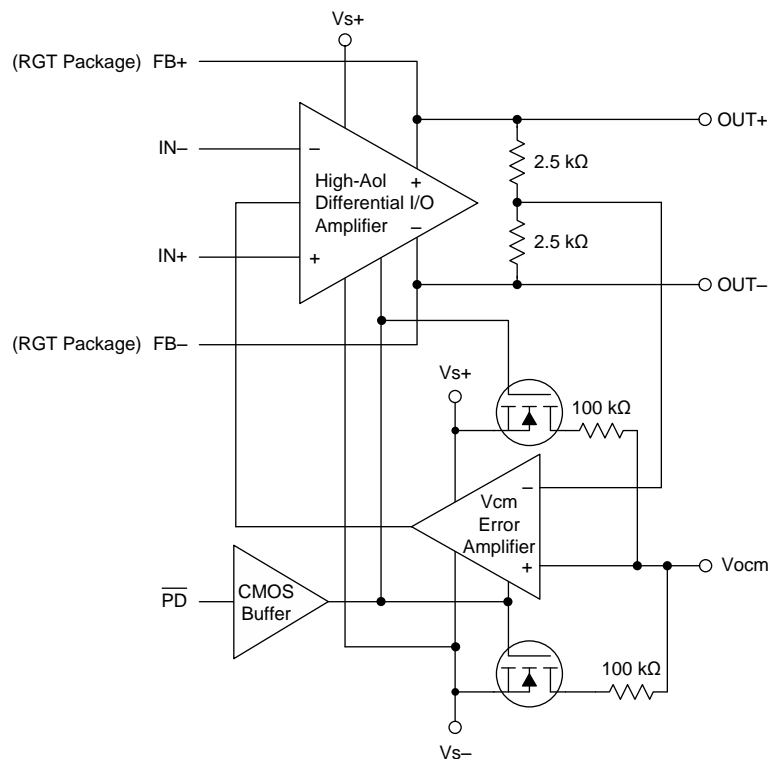 Vs+
(RGT Package) FB+
OUT+
IN–
–
2.5 kΩ
High-Aol
Differential I/O
Amplifier
+
–
2.5 kΩ
IN+
+
OUT–
(RGT Package) FB–
Vs+
100 kΩ
–
Vcm
Error
Amplifier
+
Vocm
PD
CMOS
Buffer
100 kΩ
Vs–